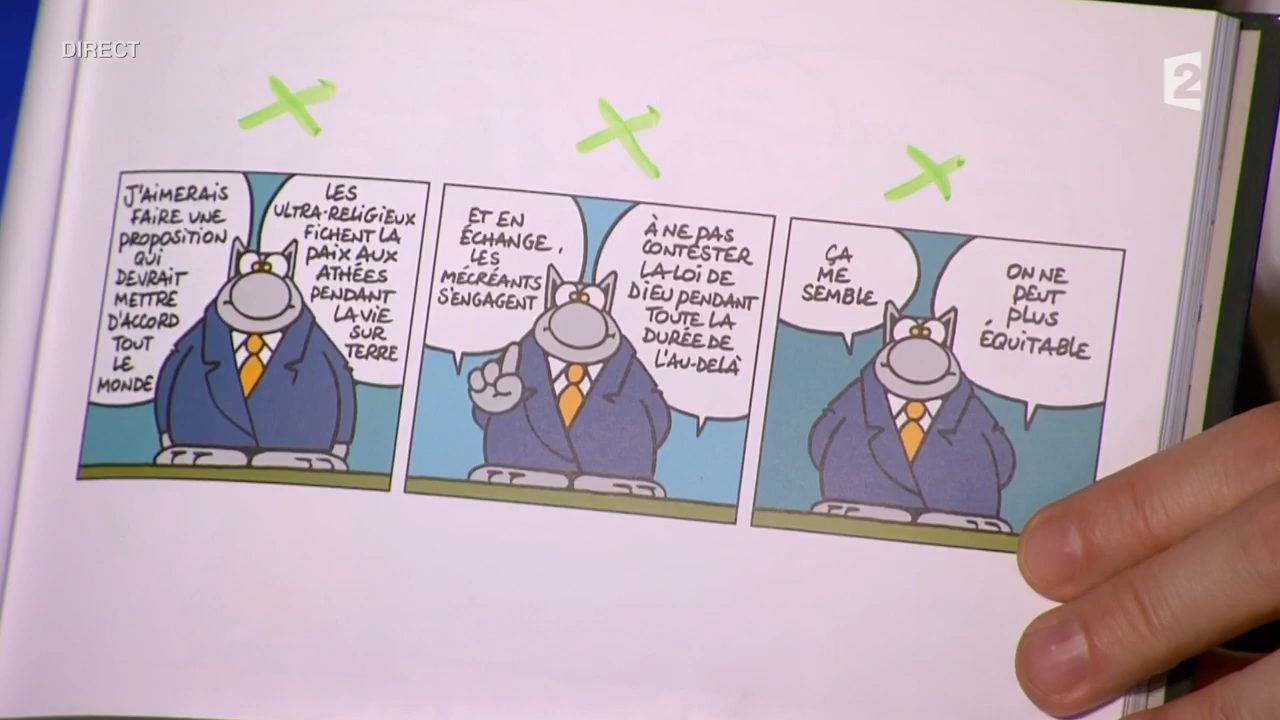 DIRECT
2
J'AIMERAIS
FAIRE UNE
PROPOSITION
QUI
DEVRAIT
METTRE
D'ACCORD
TOUT
LE
MONDE
LES
ULTRA-RELIGIEUX
FICHENT LA
PAIX AUX
ATHÉES
PENDANT
LA VIE
SUR
TERRE
ET EN
ÉCHANGE,
LES
MÉCRÉANTS
S'ENGAGENT
À NE PAS
CONTESTER
LA LOI DE
DIEU PENDANT
TOUTE LA
DURÉE DE
L'AU-DELÀ
ÇA
ME
SEMBLE
ON NE
PEUT
PLUS
ÉQUITABLE